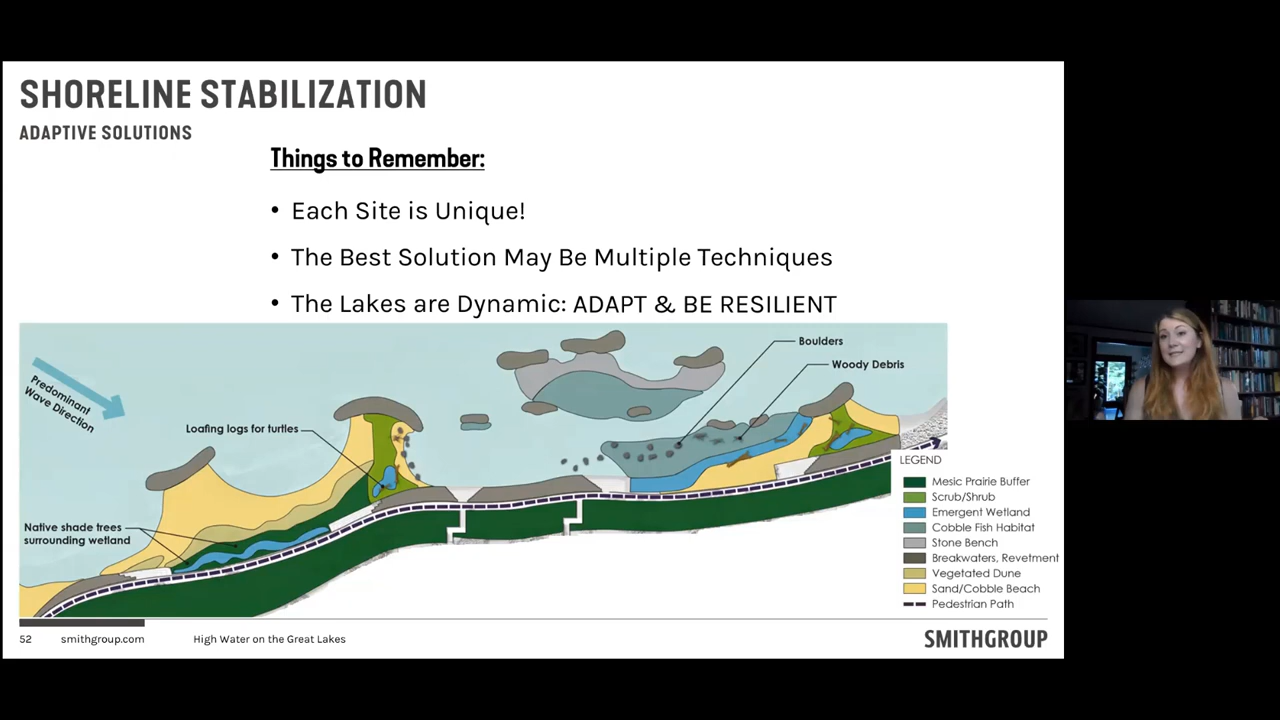 SHORELINE STABILIZATION
ADAPTIVE SOLUTIONS
Things to Remember:
• Each Site is Unique!
• The Best Solution May Be Multiple Techniques
• The Lakes are Dynamic: ADAPT & BE RESILIENT
Predominant
Wave Direction
Boulders
Woody Debris
Loafing logs for turtles
Native shade trees
surrounding wetland
LEGEND
Mesic Prairie Buffer
Scrub/Shrub
Emergent Wetland
Cobble Fish Habitat
Stone Bench
Breakwaters, Revetment
Vegetated Dune
Sand/Cobble Beach
Pedestrian Path
52
smithgroup.com
High Water on the Great Lakes
SMITHGROUP